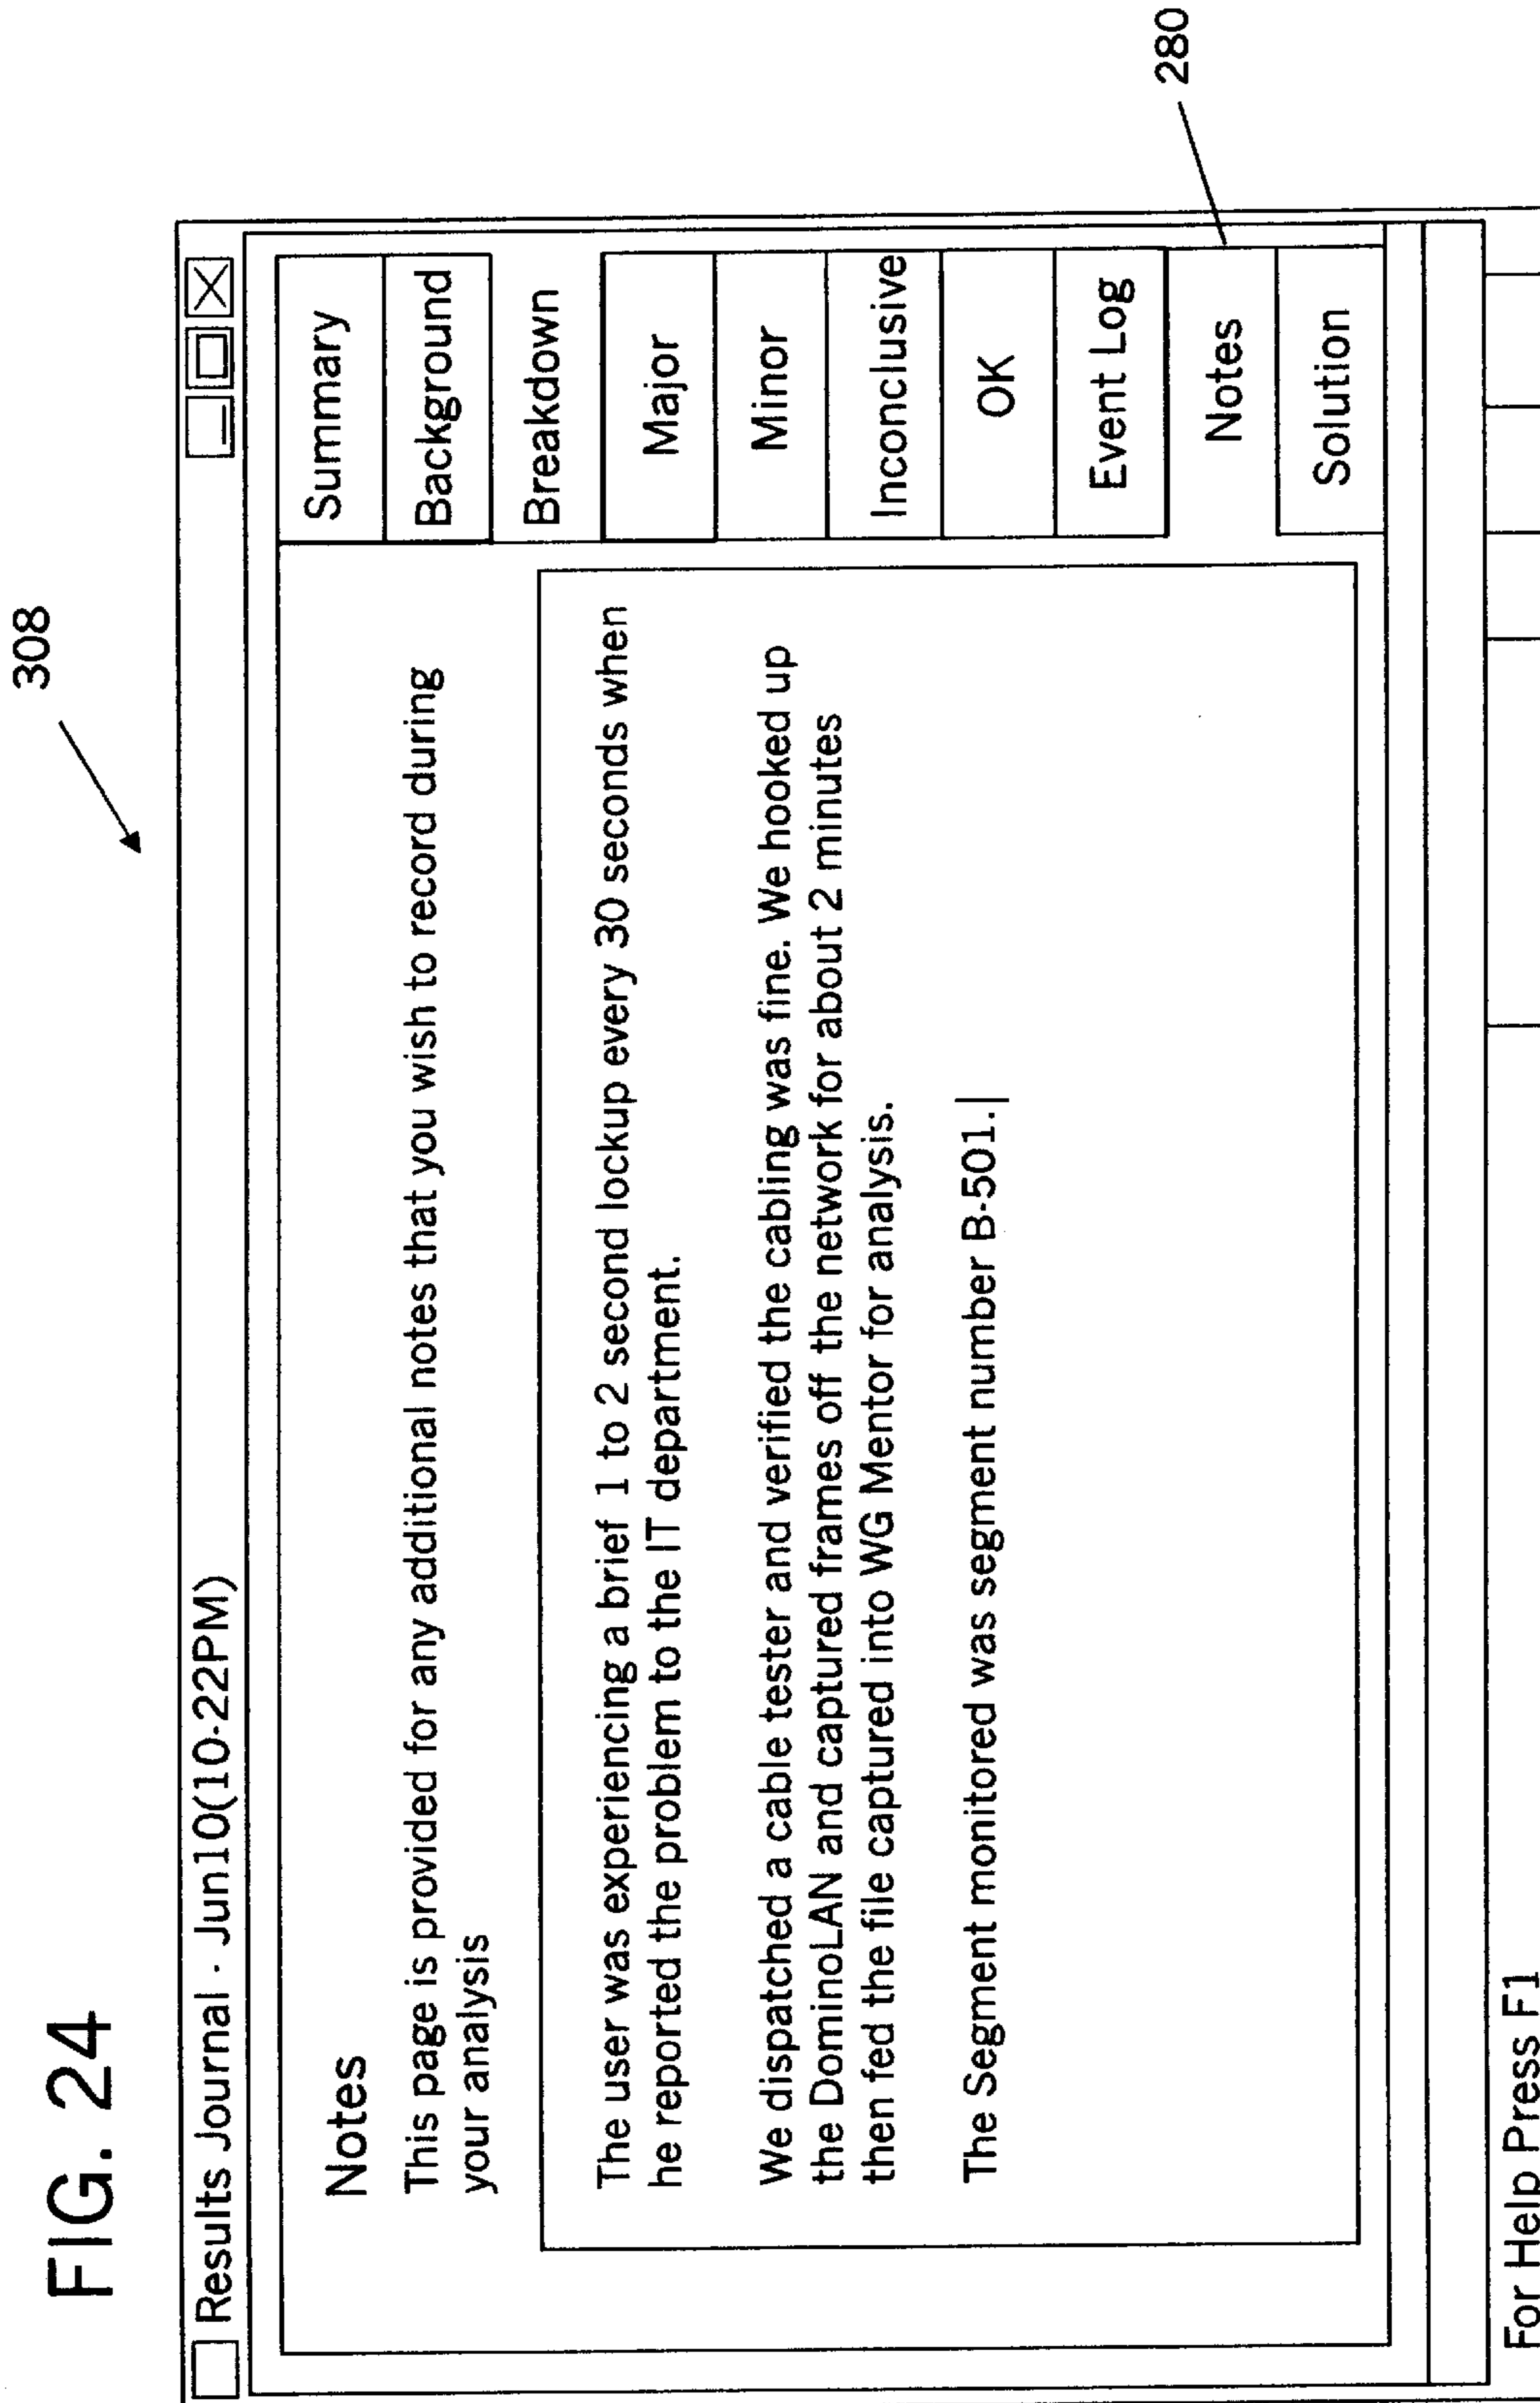 FIG. 24
308
Results Journal - Jun10(10-22PM)
Notes
This page is provided for any additional notes that you wish to record during
your analysis
The user was experiencing a brief 1 to 2 second lockup every 30 seconds when
he reported the problem to the IT department.
We dispatched a cable tester and verified the cabling was fine. We hooked up
the DominoLAN and captured frames off the network for about 2 minutes
then fed the file captured into WG Mentor for analysis.
The Segment monitored was segment number B-501.
Summary
Background
Breakdown
Major
Minor
Inconclusive
OK
Event Log
Notes
Solution
280
For Help Press F1